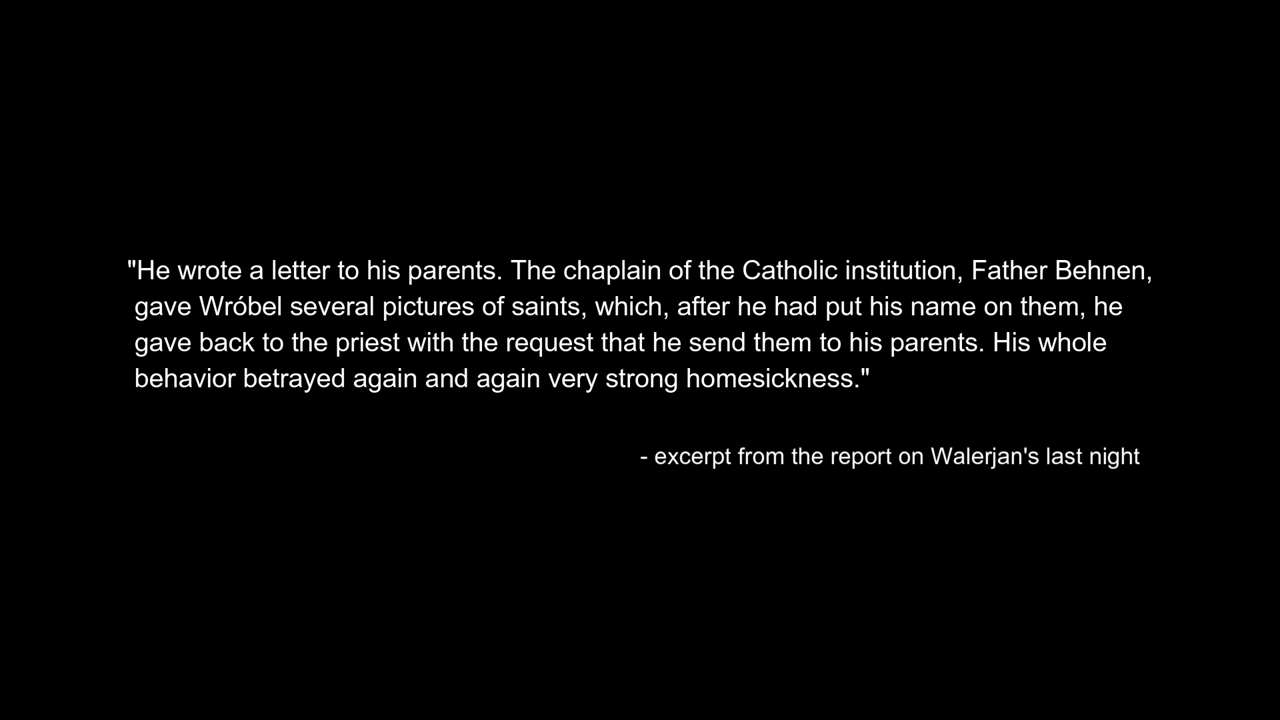 "He wrote a letter to his parents. The chaplain of the Catholic institution, Father Behnen,
gave Wróbel several pictures of saints, which, after he had put his name on them, he
gave back to the priest with the request that he send them to his parents. His whole
behavior betrayed again and again very strong homesickness."
- excerpt from the report on Walerjan's last night